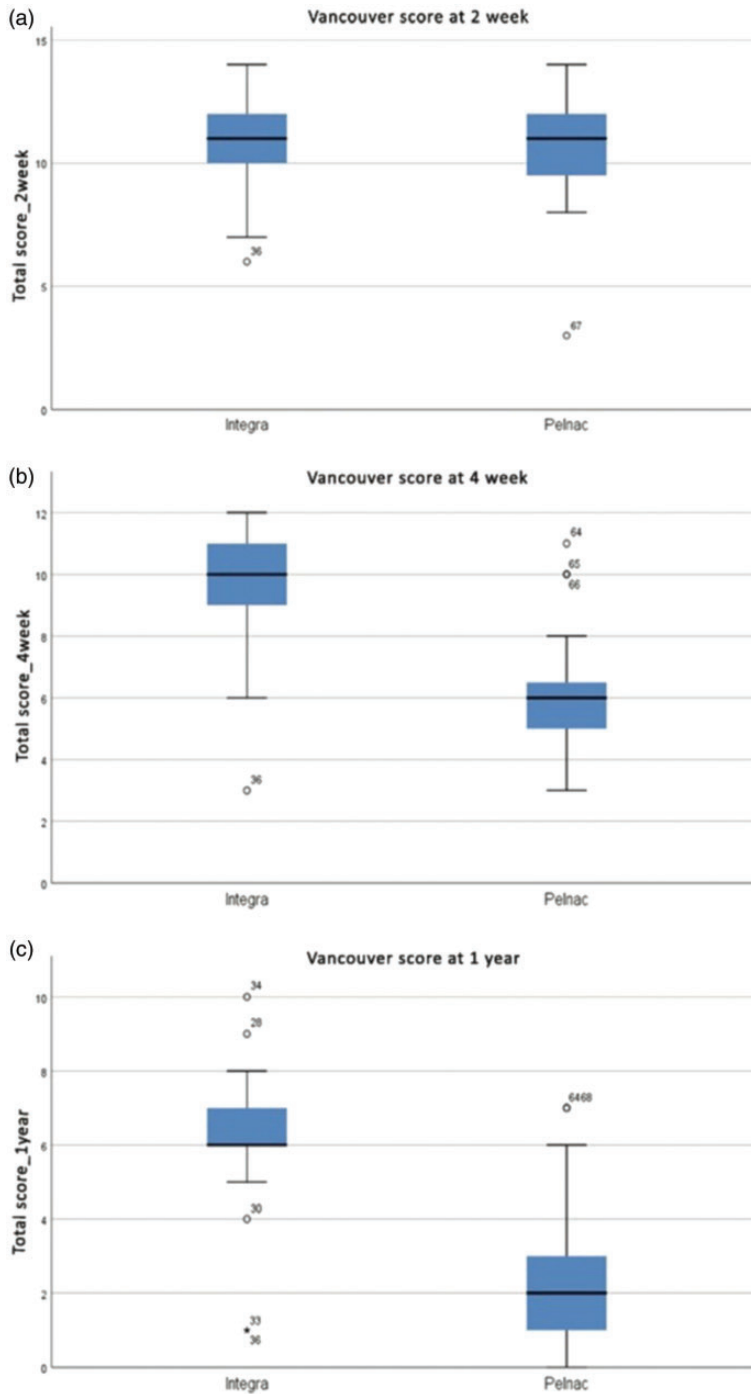 (a)
Vancouver score at 2 week
Total score_2week
15
10
5
0
36
67
Integra Pelnac
(b)
Vancouver score at 4 week
Total score_4week
12
10
8
6
4
2
0
64
65
66
36
Integra Pelnac
(c)
Vancouver score at 1 year
Total score_1year
10
8
6
4
2
0
34
28
30
33
36
6468
Integra Pelnac